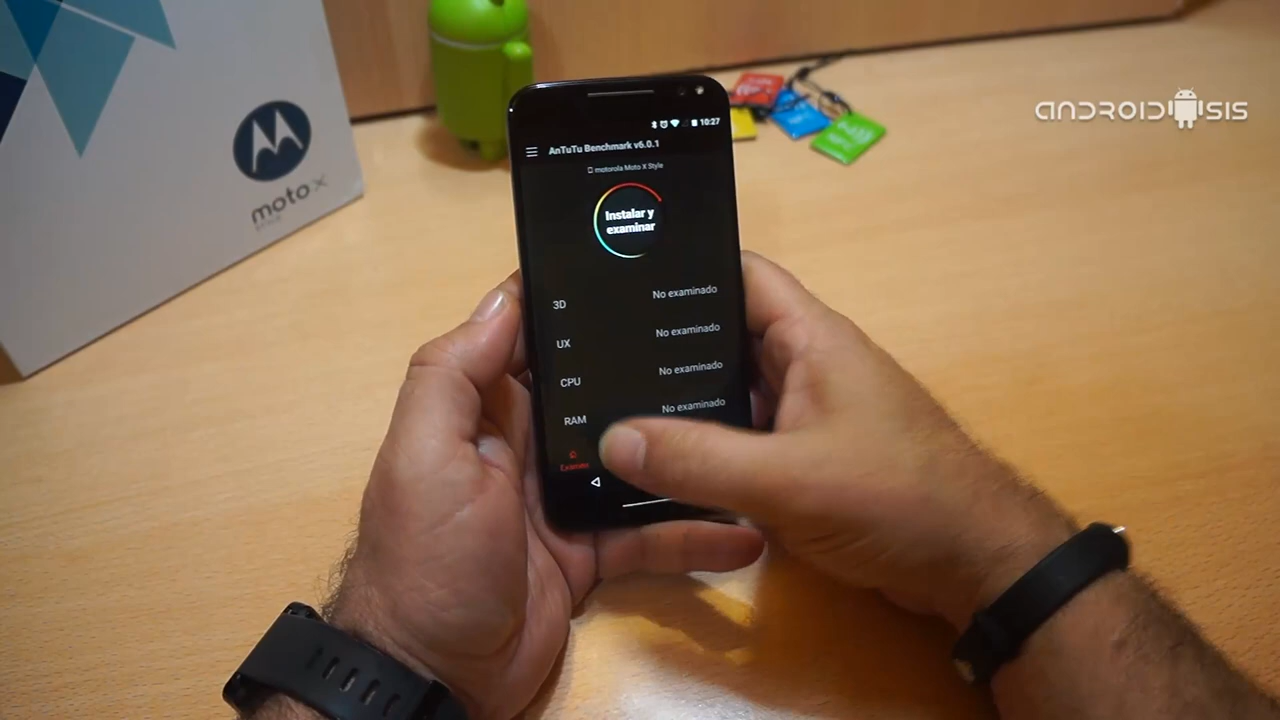 moto x
ANDROIDSIS
10:27
AnTuTu Benchmark v6.0.1
motorola Moto X Style
Instalar y
examinar
3D No examinado
UX No examinado
CPU No examinado
RAM No examinado
Examen